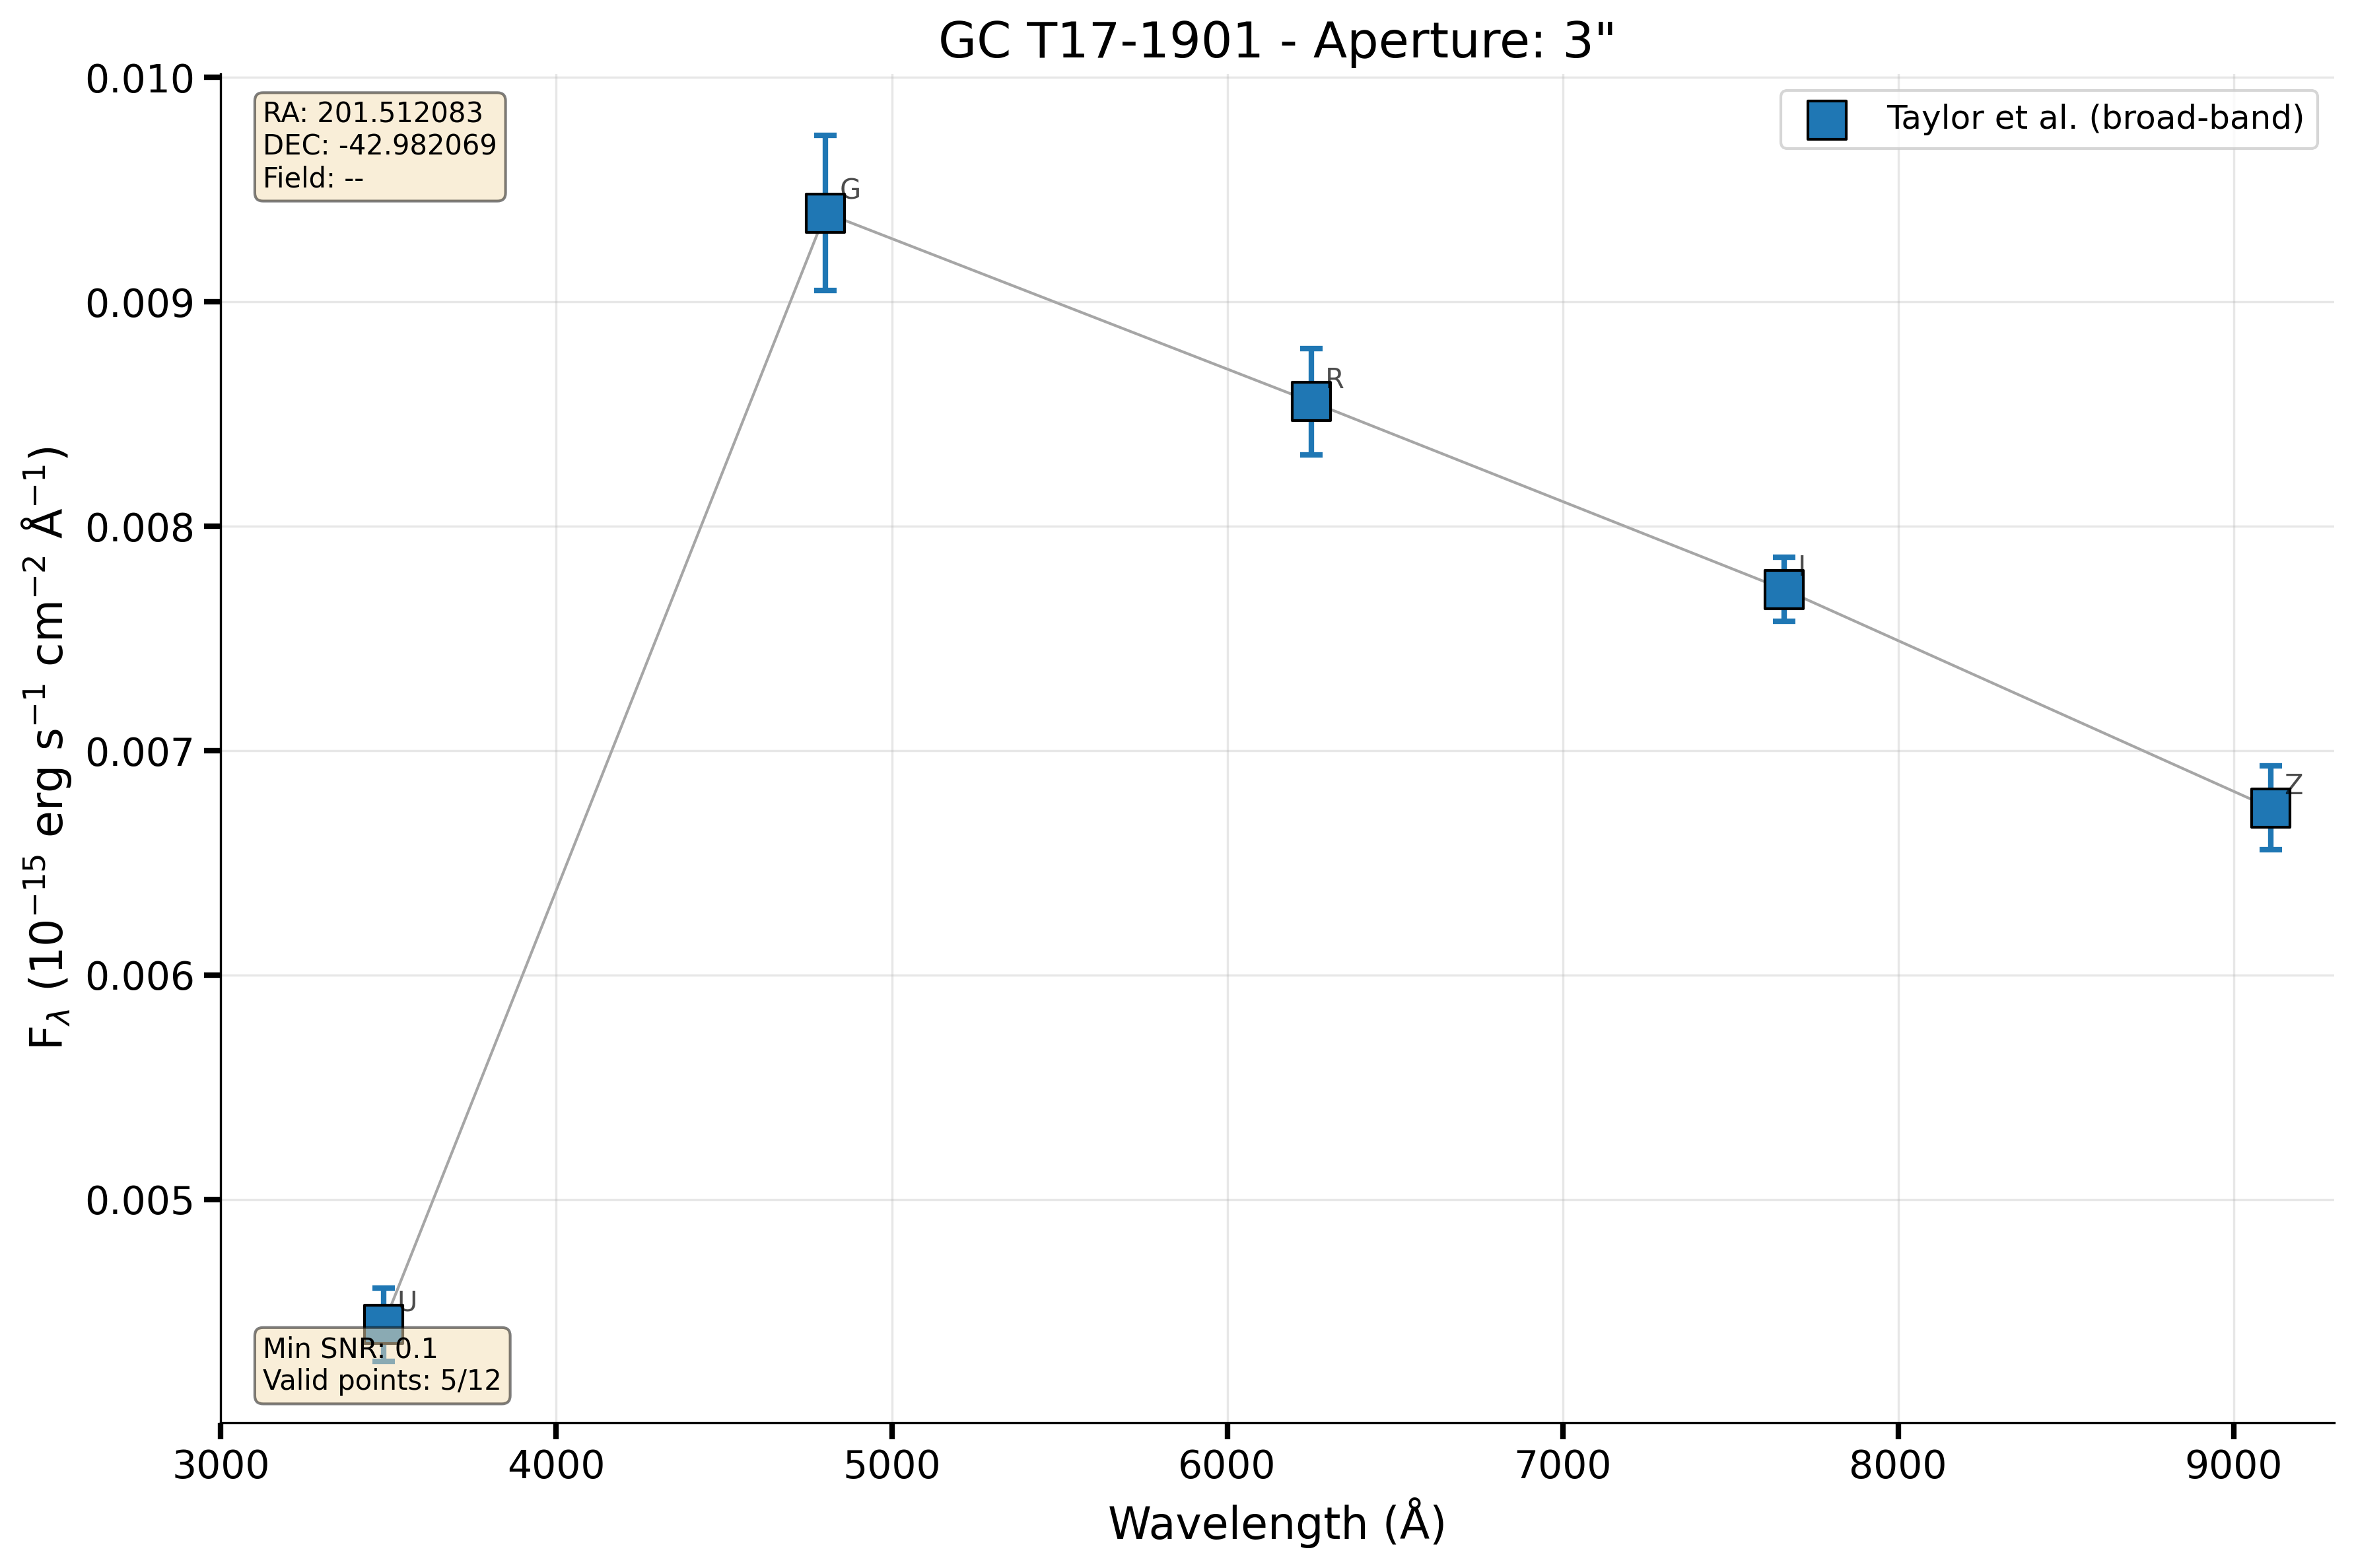 GC T17-1901 - Aperture: 3"
RA: 201.512083
DEC: -42.982069
Field: --
Taylor et al. (broad-band)
G
R
I
Z
U
Min SNR: 0.1
Valid points: 5/12
0.010
0.009
0.008
0.007
0.006
0.005
F_λ (10⁻¹⁵ erg s⁻¹ cm⁻² Å⁻¹)
3000 4000 5000 6000 7000 8000 9000
Wavelength (Å)